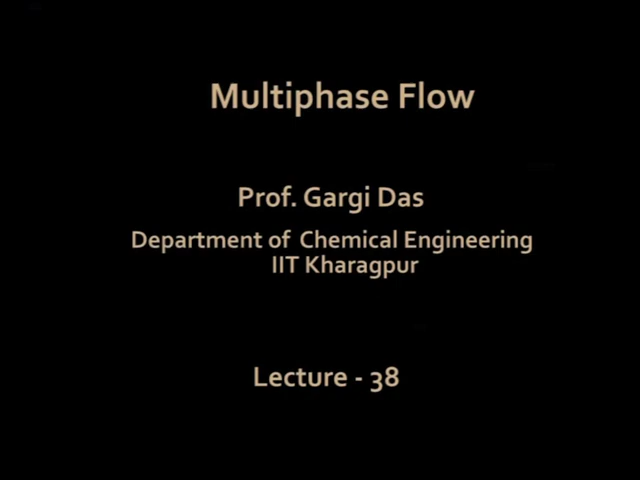 Multiphase Flow
Prof. Gargi Das
Department of Chemical Engineering
IIT Kharagpur
Lecture - 38